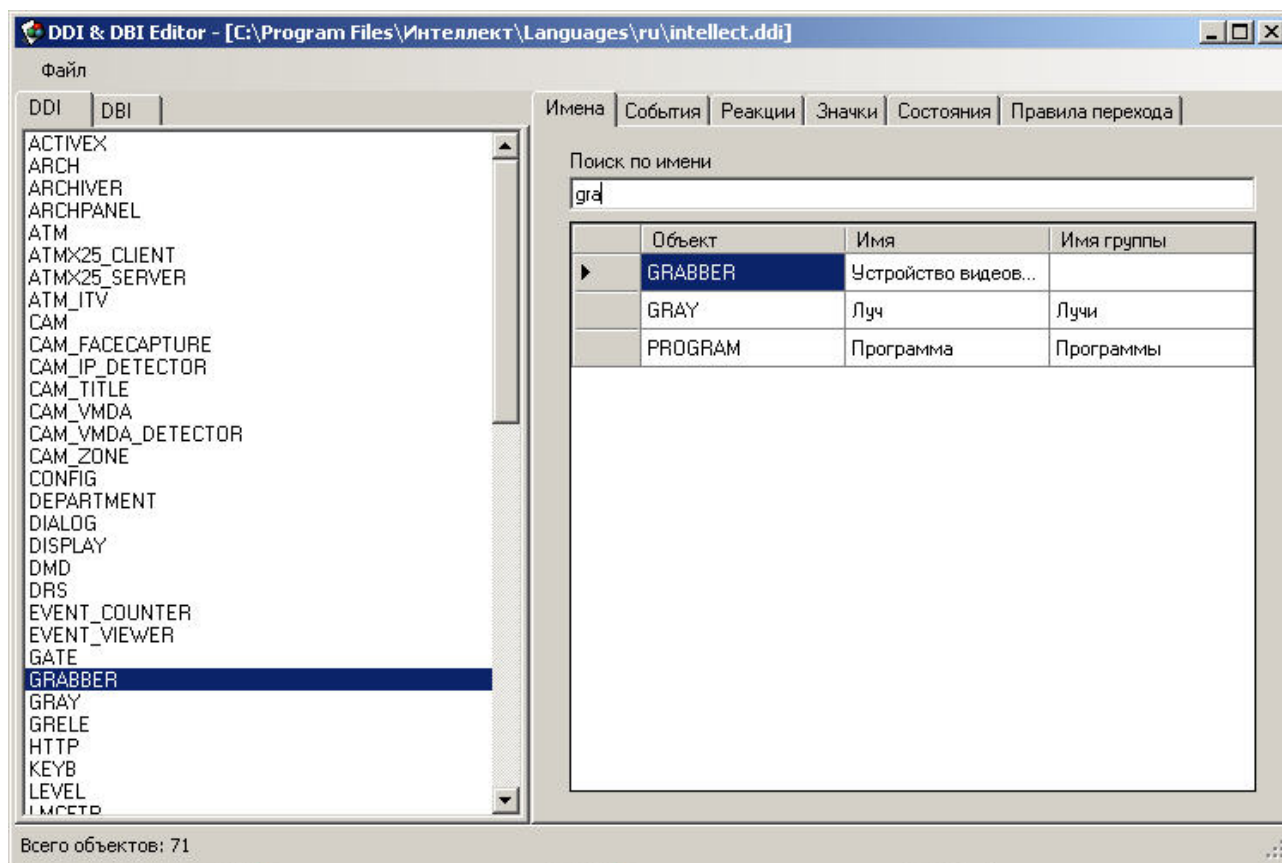 DDI & DBI Editor - [C:\Program Files\Интеллект\Languages\ru\intellect.ddi]
Файл
DDI DBI
ACTIVEX
ARCH
ARCHIVER
ARCHPANEL
ATM
ATMX25_CLIENT
ATMX25_SERVER
ATM_ITV
CAM
CAM_FACECAPTURE
CAM_IP_DETECTOR
CAM_TITLE
CAM_VMDA
CAM_VMDA_DETECTOR
CAM_ZONE
CONFIG
DEPARTMENT
DIALOG
DISPLAY
DMD
DRS
EVENT_COUNTER
EVENT_VIEWER
GATE
GRABBER
GRAY
GRELE
HTTP
KEYB
LEVEL
Имена События Реакции Значки Состояния Правила перехода
Поиск по имени
gra
Объект Имя Имя группы
GRABBER Устройство видеов...
GRAY Луч Лучи
PROGRAM Программа Программы
Всего объектов: 71